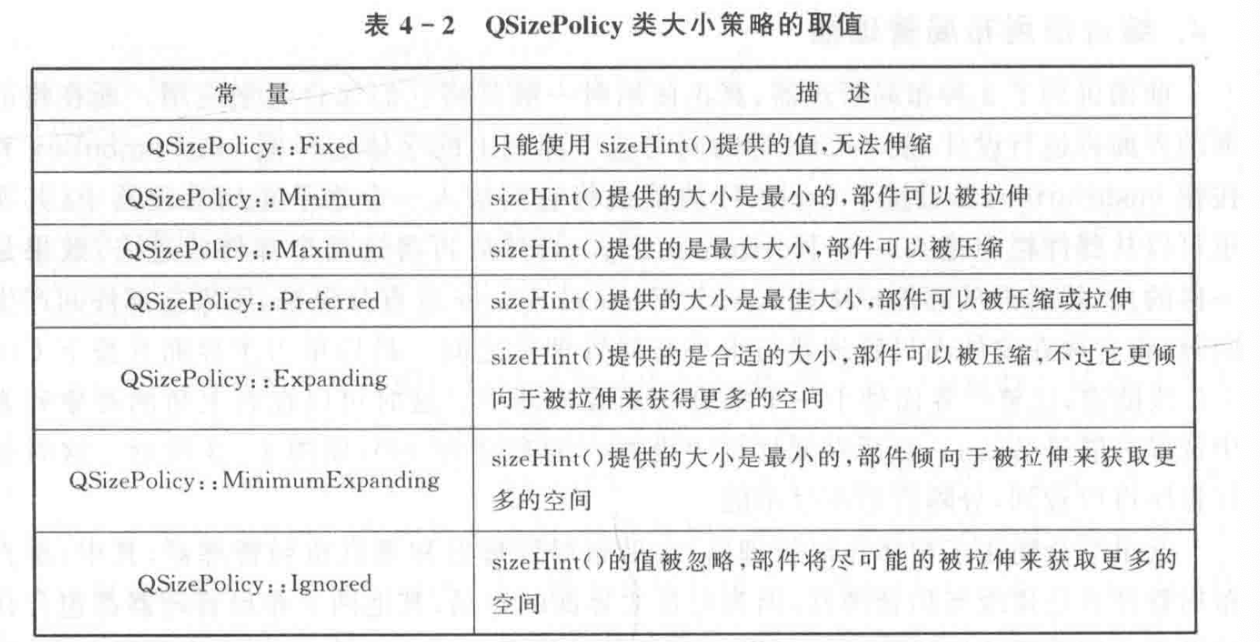 表 4-2 QSizePolicy 类大小策略的取值
常 量 描 述
QSizePolicy::Fixed 只能使用 sizeHint()提供的值,无法伸缩
QSizePolicy::Minimum sizeHint()提供的大小是最小的,部件可以被拉伸
QSizePolicy::Maximum sizeHint()提供的是最大大小,部件可以被压缩
QSizePolicy::Preferred sizeHint()提供的大小是最佳大小,部件可以被压缩或拉伸
QSizePolicy::Expanding sizeHint()提供的是合适的大小,部件可以被压缩,不过它更倾
向于被拉伸来获得更多的空间
QSizePolicy::MinimumExpanding sizeHint()提供的大小是最小的,部件倾向于被拉伸来获取更
多的空间
QSizePolicy::Ignored sizeHint()的值被忽略,部件将尽可能的被拉伸来获取更多的
空间